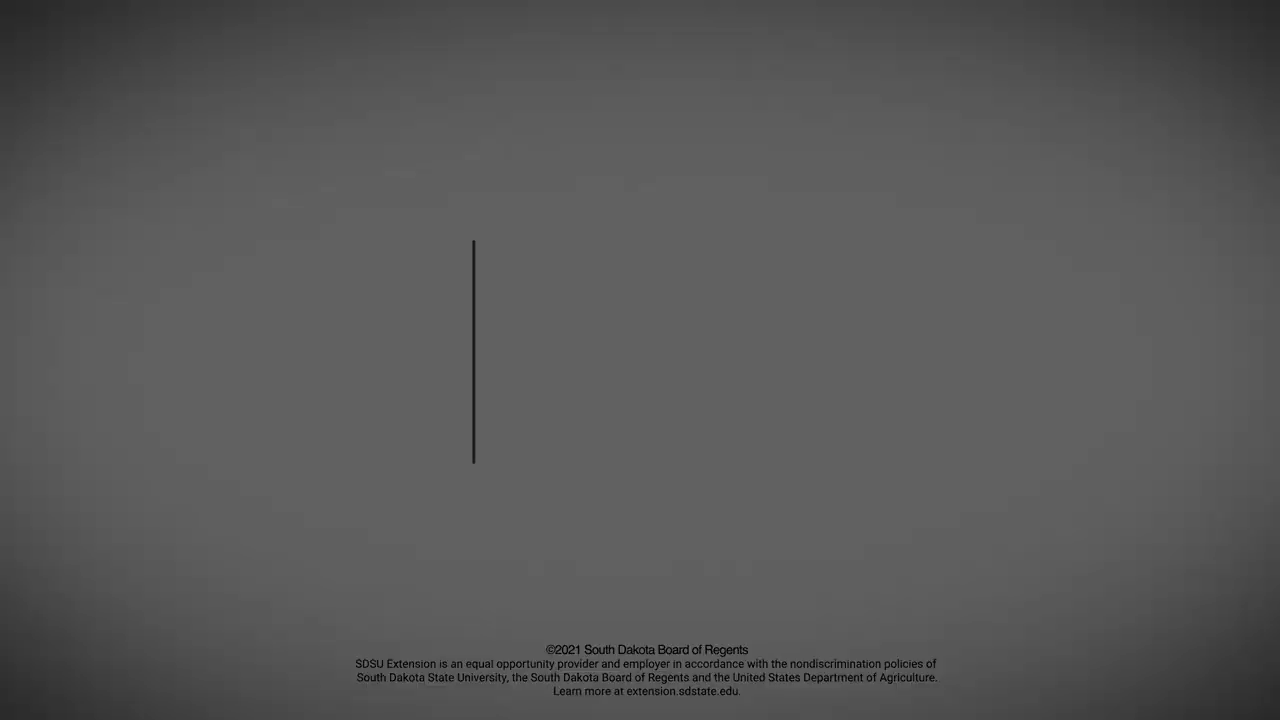 ©2021 South Dakota Board of Regents
SDSU Extension is an equal opportunity provider and employer in accordance with the nondiscrimination policies of
South Dakota State University, the South Dakota Board of Regents and the United States Department of Agriculture.
Learn more at extension.sdstate.edu.